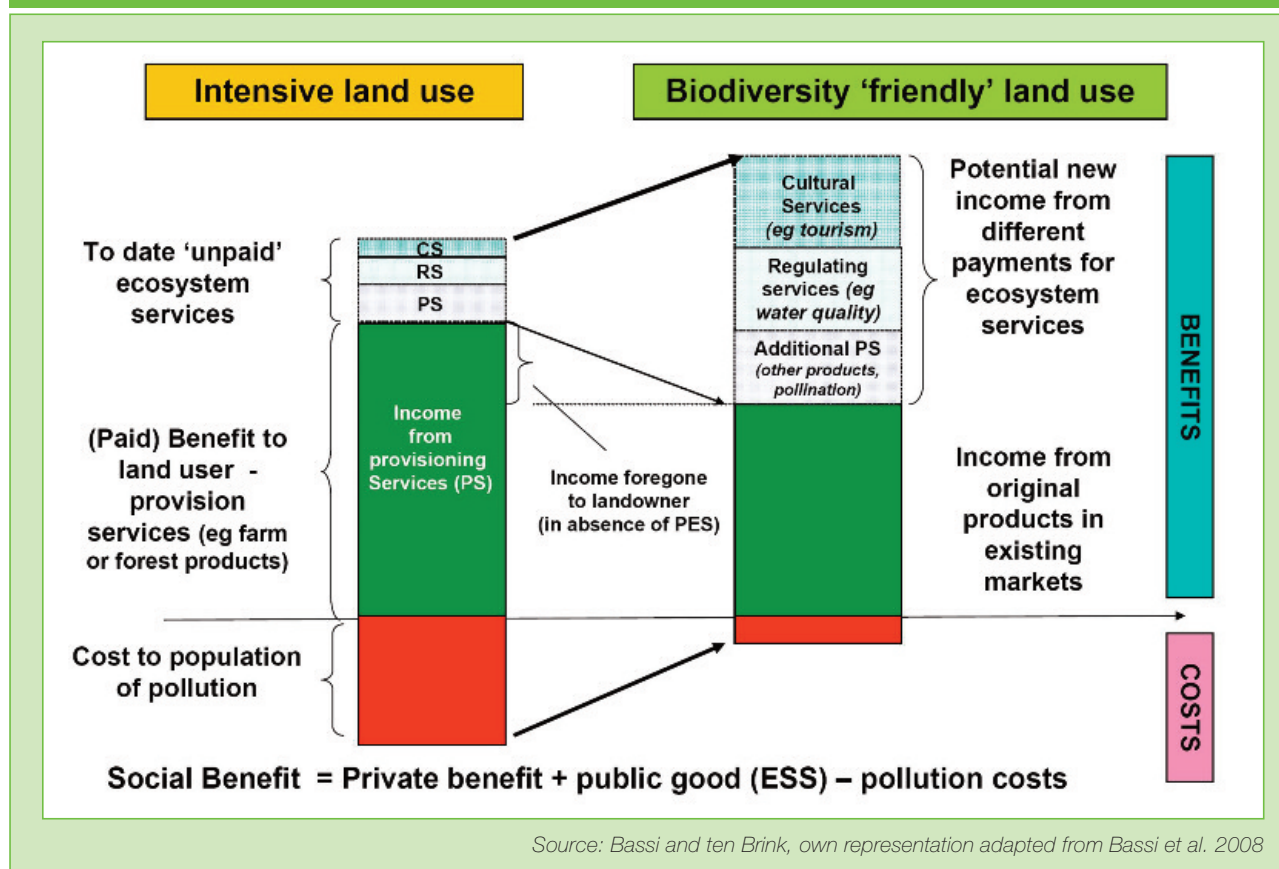 Intensive land use
Biodiversity ‘friendly’ land use
To date ‘unpaid’
ecosystem
services
CS
RS
PS
(Paid) Benefit to
land user -
provision
services (eg farm
or forest products)
Income
from
provisioning
Services (PS)
Income foregone
to landowner
(in absence of PES)
Cost to population
of pollution
Cultural
Services
(eg tourism)
Regulating
services (eg
water quality)
Additional PS
(other products,
pollination)
Potential new
income from
different
payments for
ecosystem
services
Income from
original
products in
existing
markets
BENEFITS
COSTS
Social Benefit = Private benefit + public good (ESS) – pollution costs
Source: Bassi and ten Brink, own representation adapted from Bassi et al. 2008